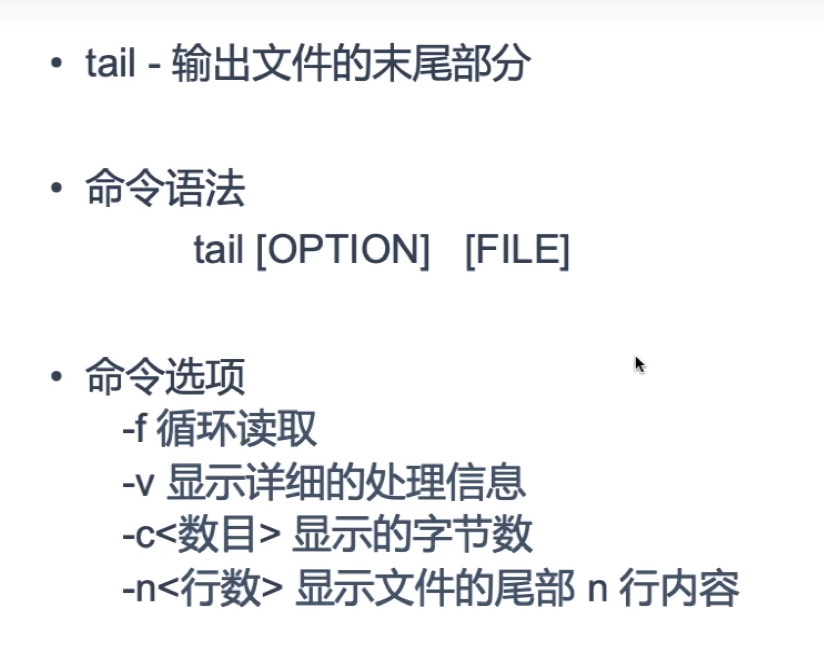 • tail - 输出文件的末尾部分
• 命令语法
tail [OPTION] [FILE]
• 命令选项
-f 循环读取
-v 显示详细的处理信息
-c<数目> 显示的字节数
-n<行数> 显示文件的尾部 n 行内容